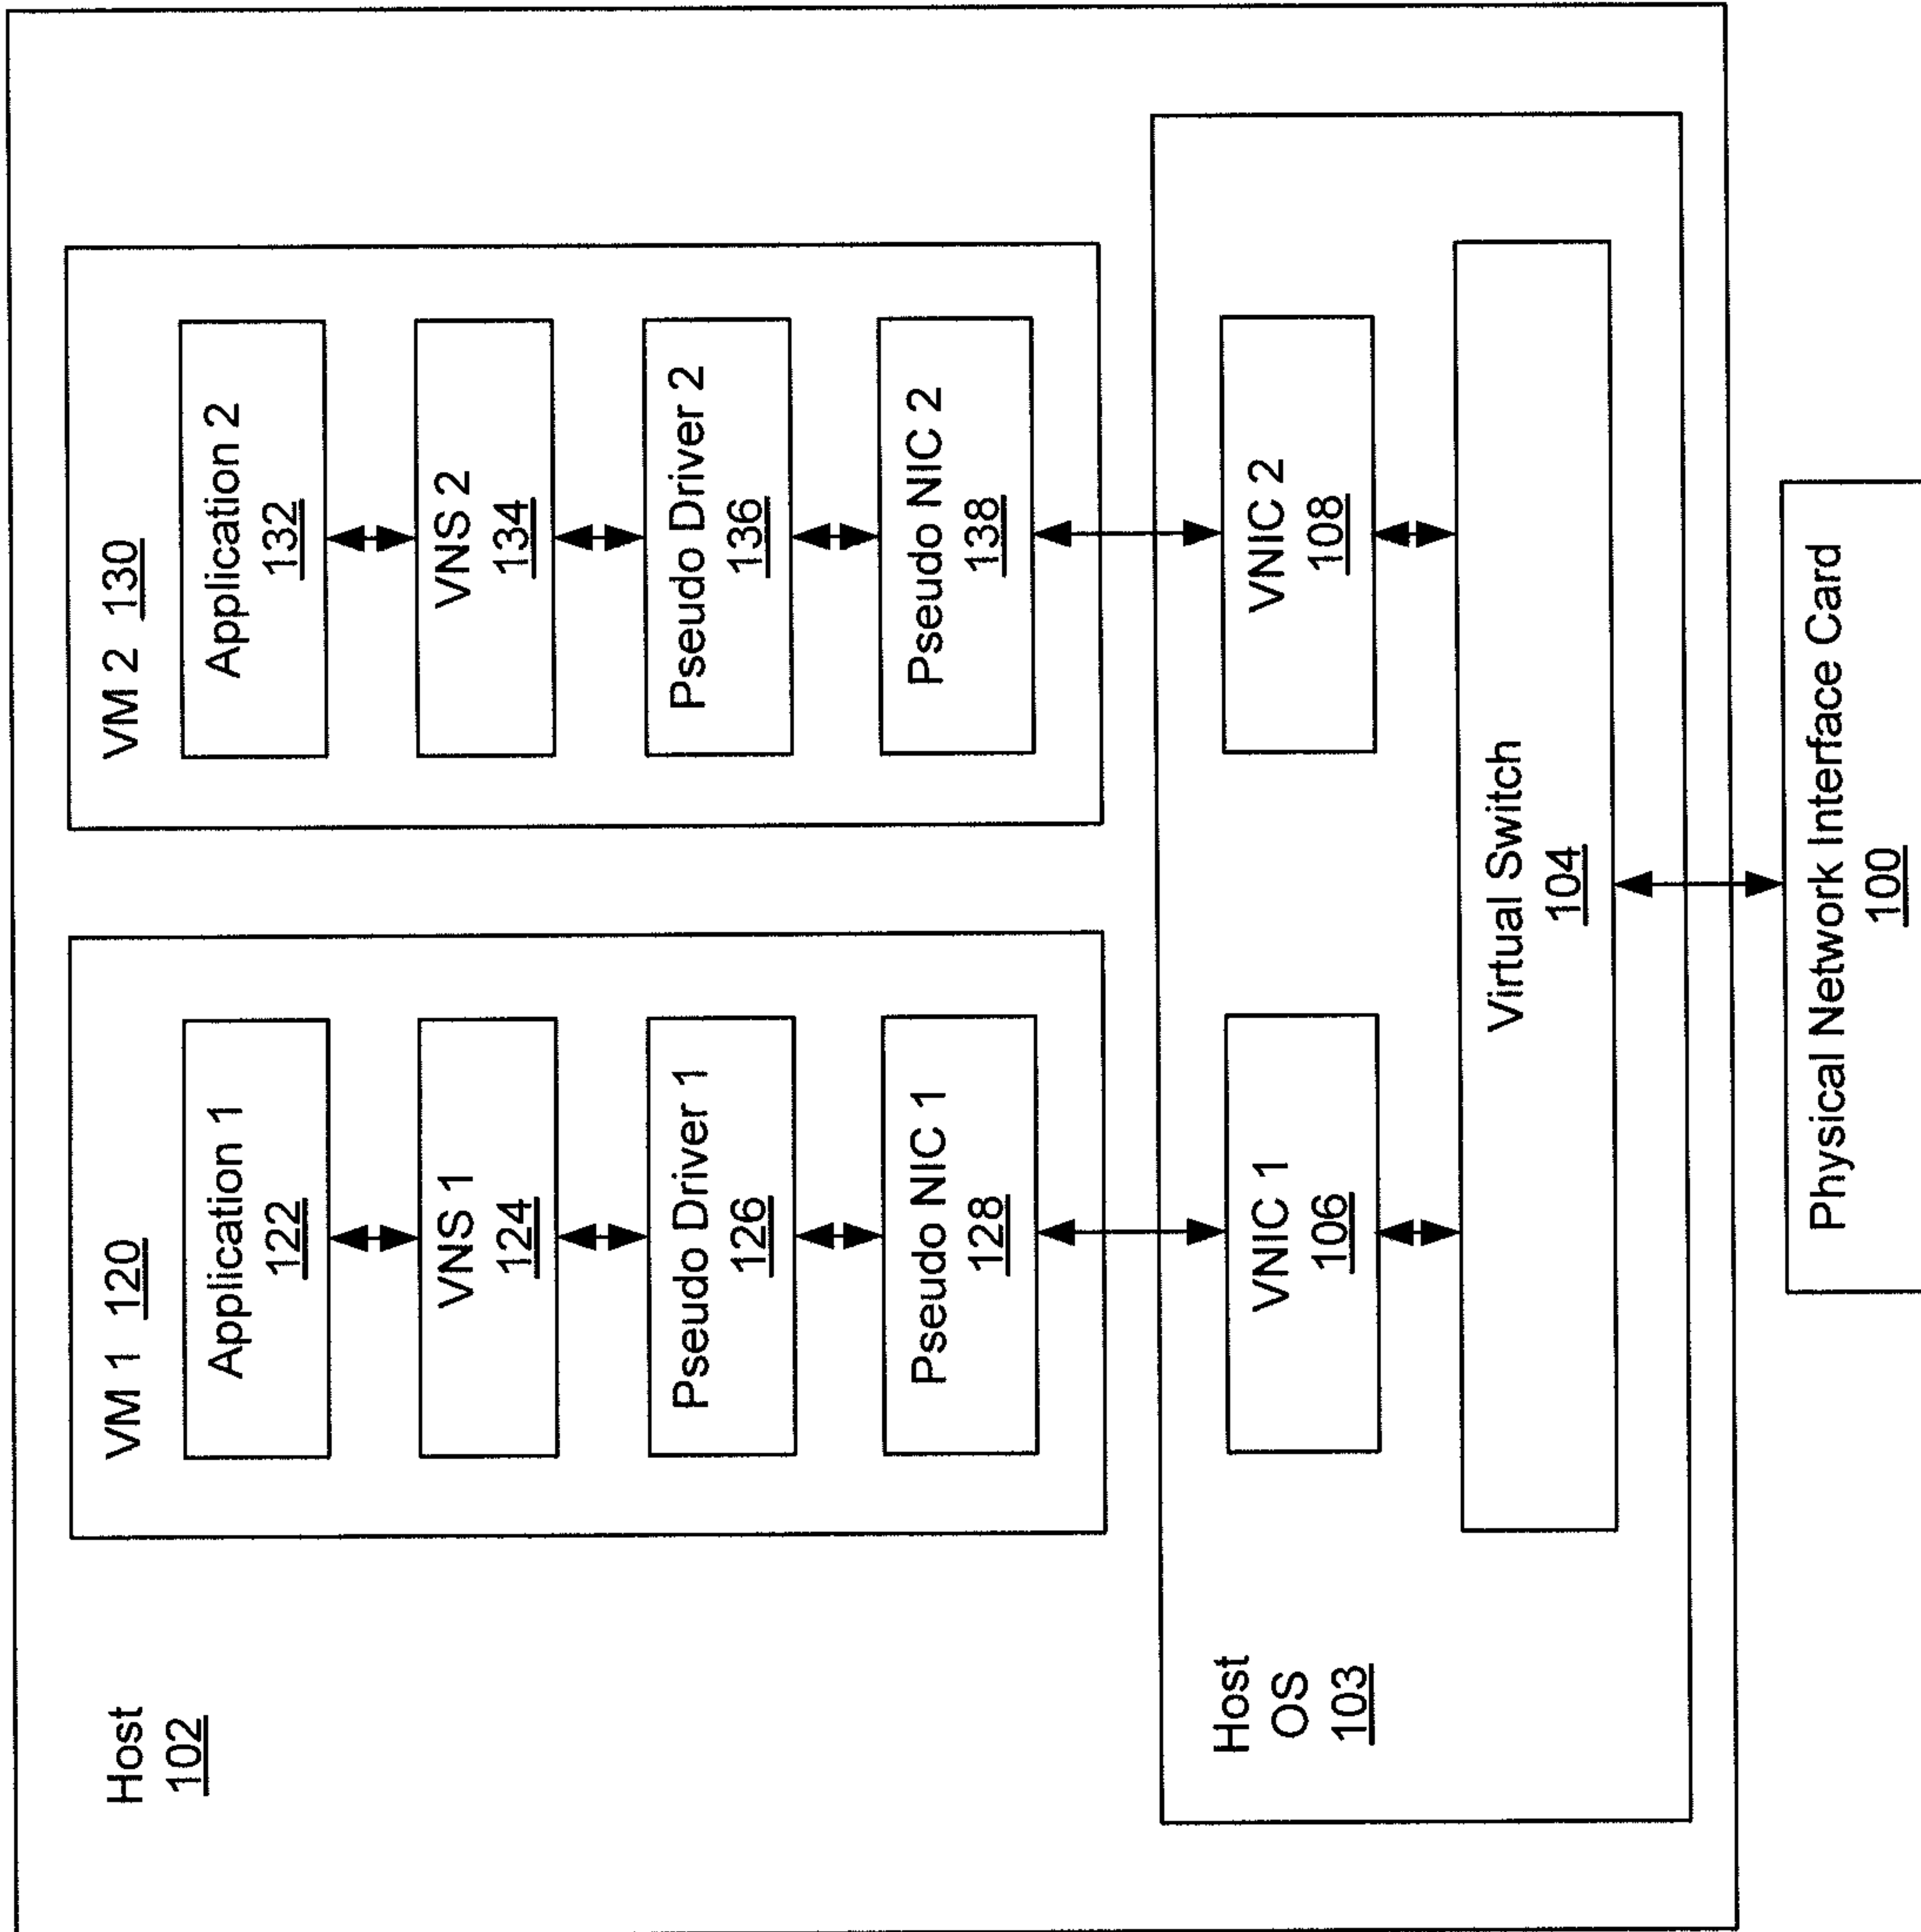 Host
102
VM 1 120
Application 1
122
VNS 1
124
Pseudo Driver 1
126
Pseudo NIC 1
128
VM 2 130
Application 2
132
VNS 2
134
Pseudo Driver 2
136
Pseudo NIC 2
138
Host
OS
103
VNIC 1
106
VNIC 2
108
Virtual Switch
104
Physical Network Interface Card
100